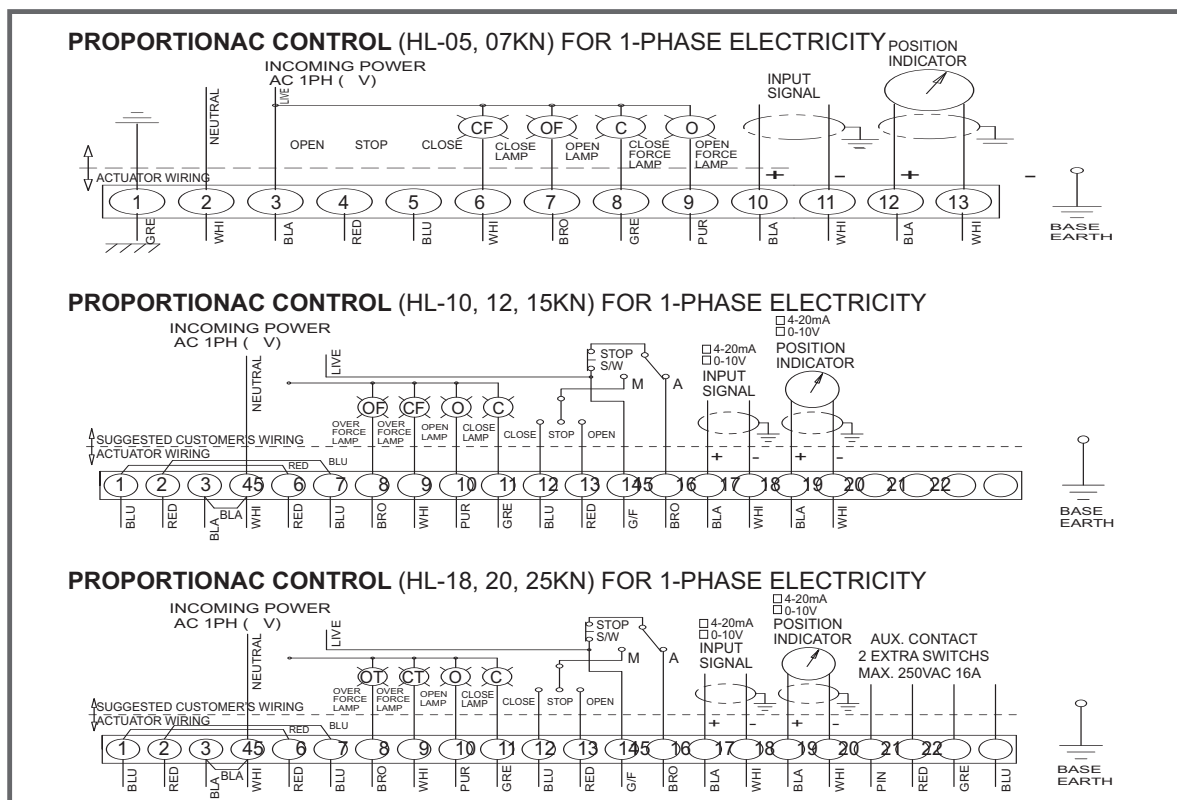 PROPORTIONAC CONTROL (HL-05, 07KN) FOR 1-PHASE ELECTRICITY
POSITION
INDICATOR
INCOMING POWER
AC 1PH ( V)
INPUT
SIGNAL
NEUTRAL
LIVE
CF OF C O
OPEN STOP CLOSE
CLOSE LAMP
OPEN LAMP
CLOSE FORCE LAMP
OPEN FORCE LAMP
+ - + -
ACTUATOR WIRING
1 2 3 4 5 6 7 8 9 10 11 12 13
GRE WHI BLA RED BLU WHI BRO GRE PUR BLA WHI BLA WHI
BASE
EARTH
PROPORTIONAC CONTROL (HL-10, 12, 15KN) FOR 1-PHASE ELECTRICITY
INCOMING POWER
AC 1PH ( V)
NEUTRAL
LIVE
STOP
S/W
M A
4-20mA
0-10V
INPUT
SIGNAL
4-20mA
0-10V
POSITION
INDICATOR
OF CF O C
OVER FORCE LAMP
OVER FORCE LAMP
OPEN LAMP
CLOSE LAMP
CLOSE STOP OPEN
SUGGESTED CUSTOMER'S WIRING
ACTUATOR WIRING
RED BLU
+ - + -
1 2 3 45 6 7 8 9 10 11 12 13 14 15 16 17 18 19 20 21 22
BLU RED BLA BLA WHI RED BLU BRO WHI PUR GRE BLU RED G/F BRO BLA WHI BLA WHI
BASE
EARTH
PROPORTIONAC CONTROL (HL-18, 20, 25KN) FOR 1-PHASE ELECTRICITY
INCOMING POWER
AC 1PH ( V)
NEUTRAL
LIVE
STOP
S/W
M A
4-20mA
0-10V
INPUT
SIGNAL
4-20mA
0-10V
POSITION
INDICATOR
AUX. CONTACT
2 EXTRA SWITCHS
MAX. 250VAC 16A
OT CT O C
OVER FORCE LAMP
OVER FORCE LAMP
OPEN LAMP
CLOSE LAMP
CLOSE STOP OPEN
SUGGESTED CUSTOMER'S WIRING
ACTUATOR WIRING
RED BLU
+ - + -
1 2 3 45 6 7 8 9 10 11 12 13 14 15 16 17 18 19 20 21 22
BLU RED BLA BLA WHI RED BLU BRO WHI PUR GRE BLU RED G/F BRO BLA WHI BLA WHI PIN RED GRE BLU
BASE
EARTH